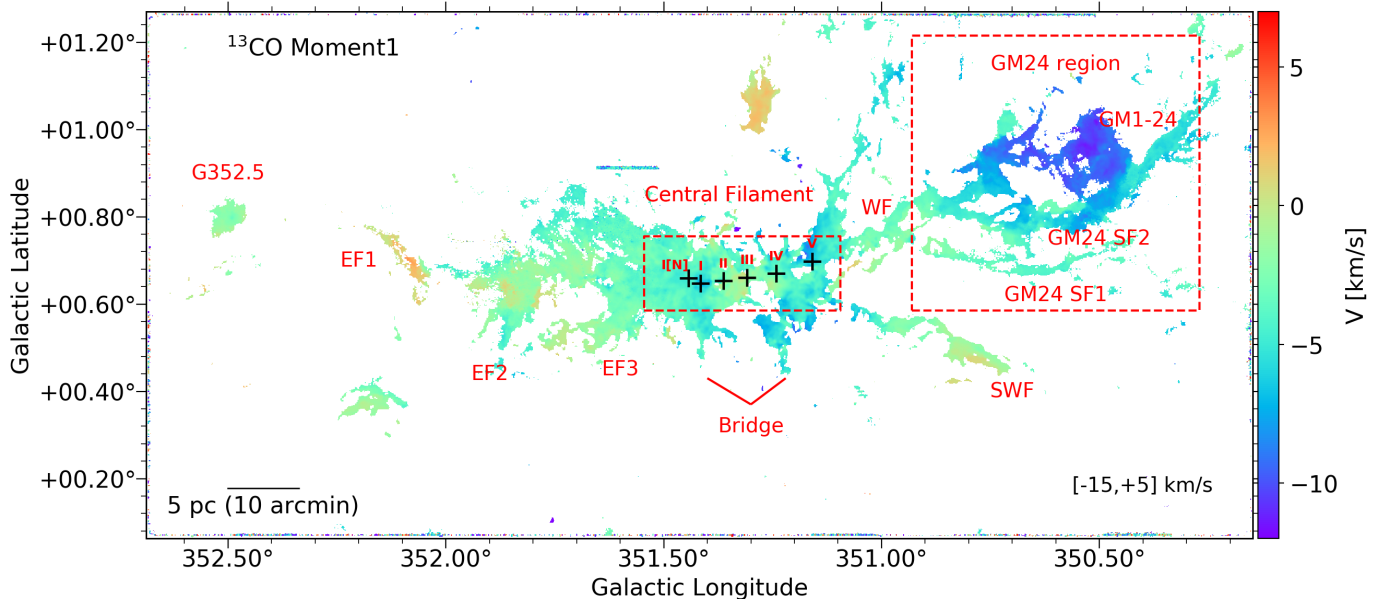 ¹³CO Moment1
GM24 region
GM1-24
G352.5
Central Filament
WF
EF1
I[N] I II III IV V
GM24 SF2
GM24 SF1
EF2
EF3
SWF
Bridge
5 pc (10 arcmin)
[-15,+5] km/s
+01.20°
+01.00°
+00.80°
+00.60°
+00.40°
+00.20°
Galactic Latitude
352.50° 352.00° 351.50° 351.00° 350.50°
Galactic Longitude
5
0
−5
−10
V [km/s]